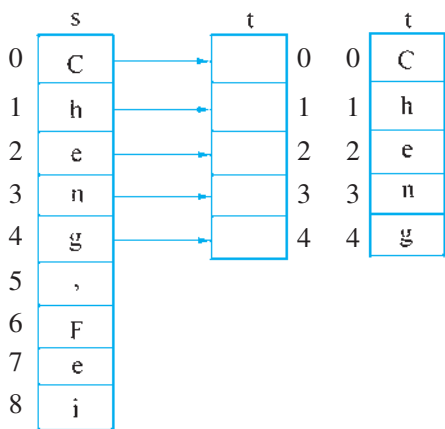 s t t
0 C 0 0 C
1 h 1 1 h
2 e 2 2 e
3 n 3 3 n
4 g 4 4 g
5 ,
6 F
7 e
8 i